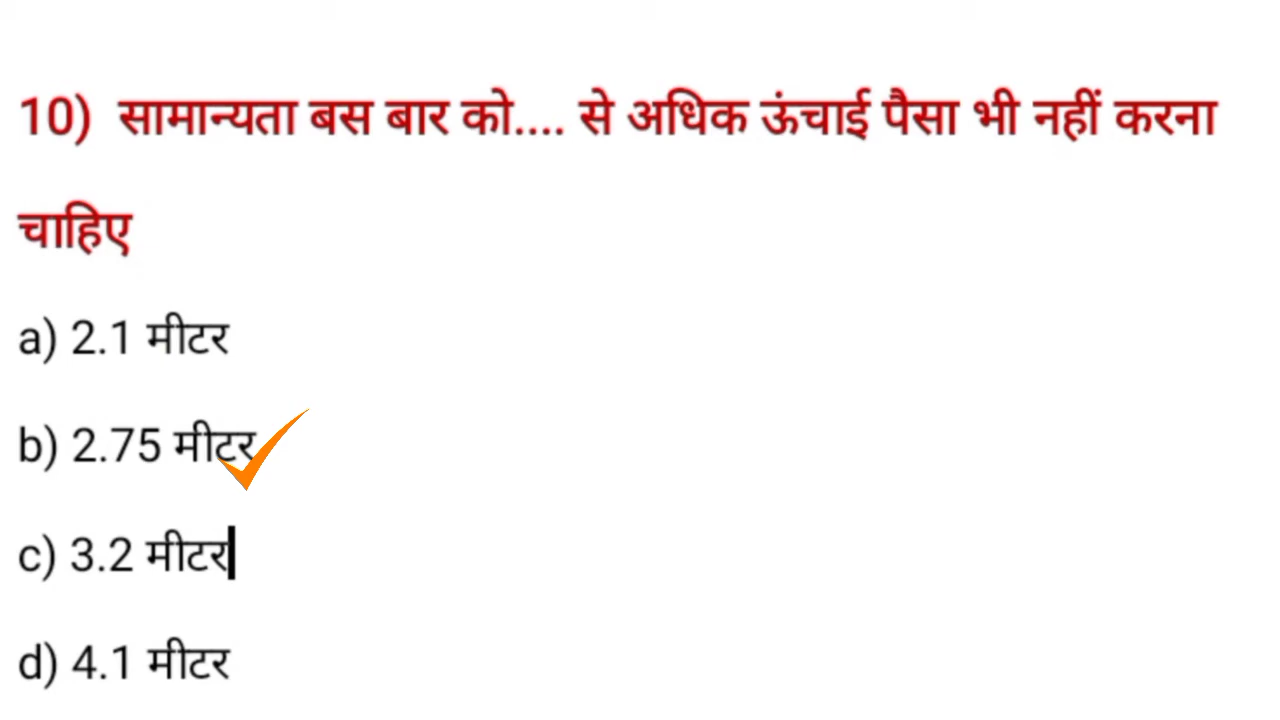 10) सामान्यता बस बार को.... से अधिक ऊंचाई पैसा भी नहीं करना
चाहिए
a) 2.1 मीटर
b) 2.75 मीटर
c) 3.2 मीटर
d) 4.1 मीटर